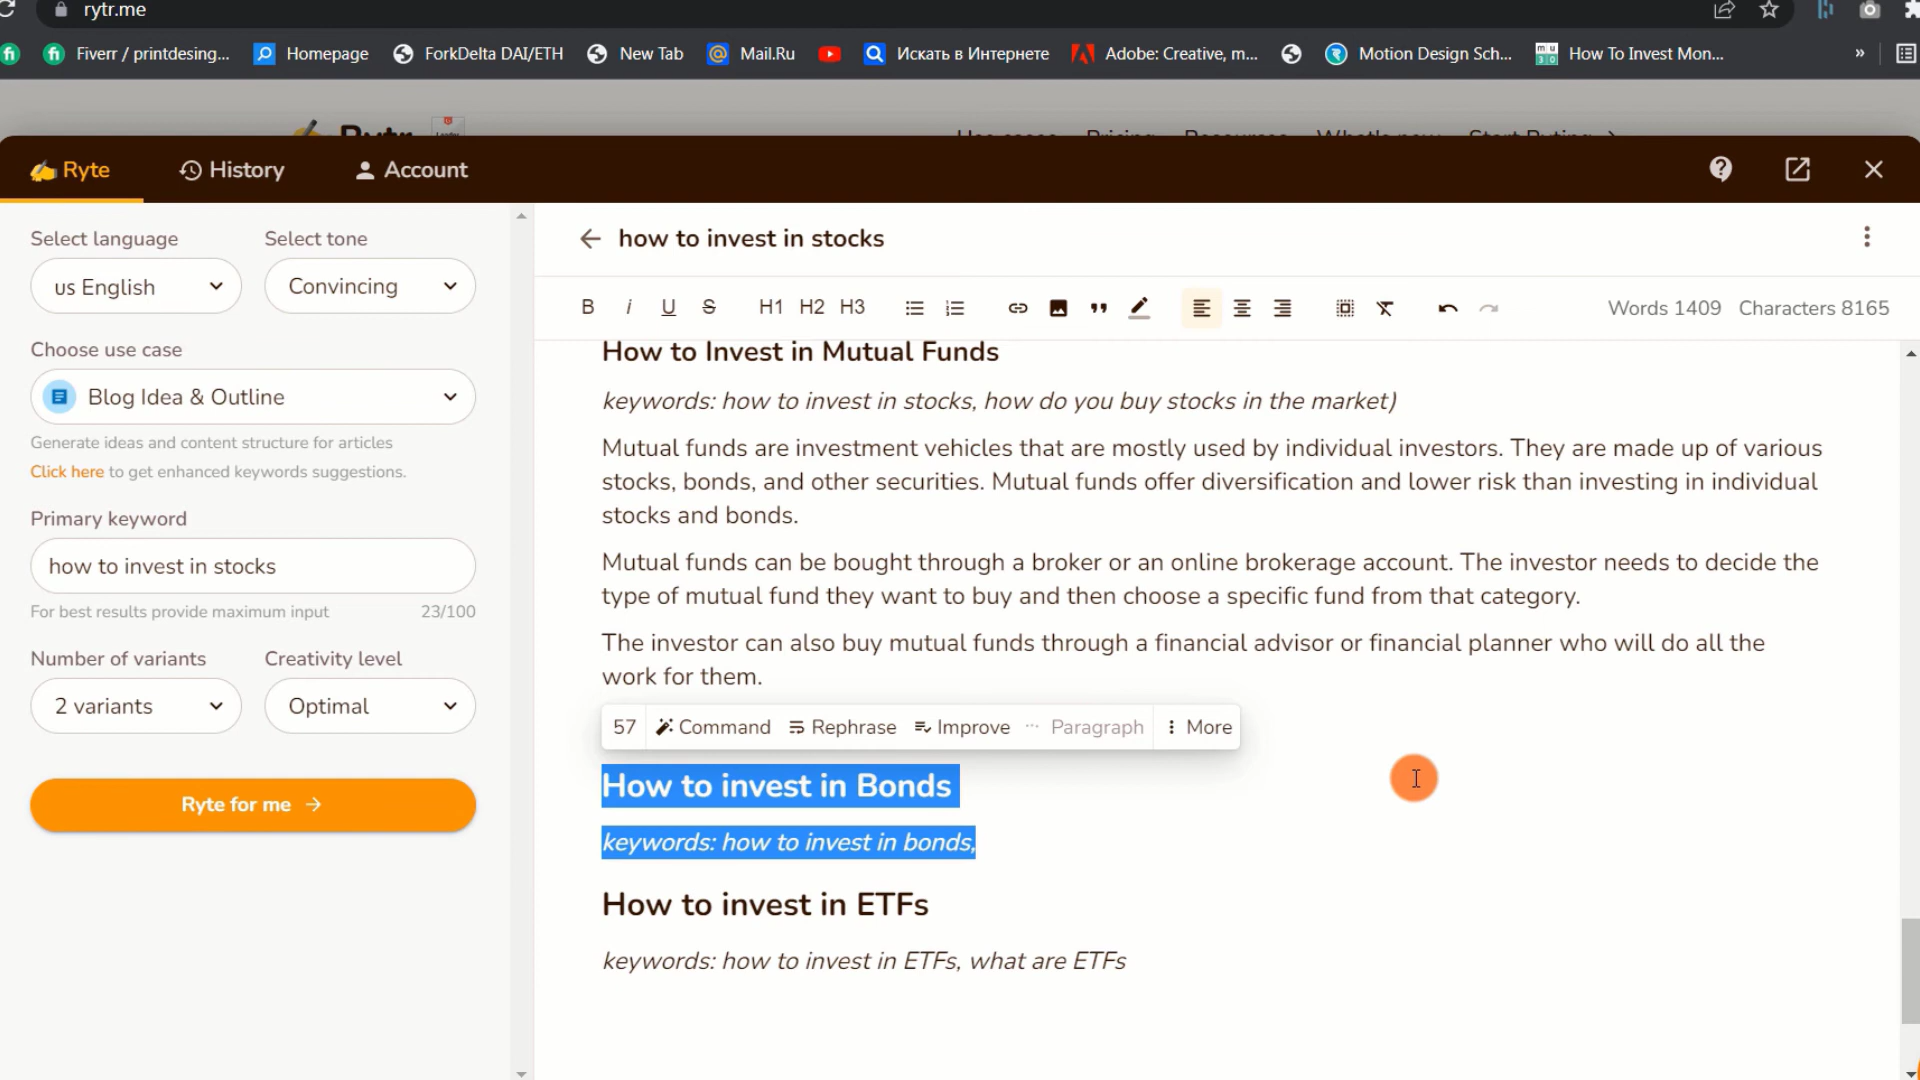 rytr.me
Fiverr / printdesing... Homepage ForkDelta DAI/ETH New Tab Mail.Ru Искать в Интернете Adobe: Creative, m... Motion Design Sch... How To Invest Mon... »
Rytr Use cases Pricing Resources What's new Start Ryting
Ryte History Account
Select language Select tone
us English Convincing
Choose use case
Blog Idea & Outline
Generate ideas and content structure for articles
Click here to get enhanced keywords suggestions.
Primary keyword
how to invest in stocks
For best results provide maximum input 23/100
Number of variants Creativity level
2 variants Optimal
Ryte for me →
how to invest in stocks
B i U S H1 H2 H3 Words 1409 Characters 8165
How to Invest in Mutual Funds
keywords: how to invest in stocks, how do you buy stocks in the market)
Mutual funds are investment vehicles that are mostly used by individual investors. They are made up of various
stocks, bonds, and other securities. Mutual funds offer diversification and lower risk than investing in individual
stocks and bonds.
Mutual funds can be bought through a broker or an online brokerage account. The investor needs to decide the
type of mutual fund they want to buy and then choose a specific fund from that category.
The investor can also buy mutual funds through a financial advisor or financial planner who will do all the
work for them.
57 Command Rephrase Improve Paragraph More
How to invest in Bonds
keywords: how to invest in bonds,
How to invest in ETFs
keywords: how to invest in ETFs, what are ETFs